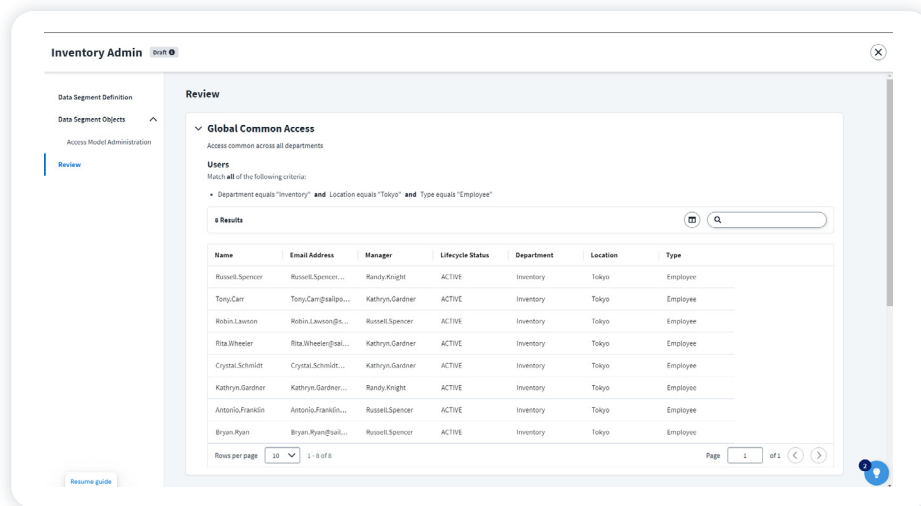 Inventory Admin Draft
Data Segment Definition
Data Segment Objects
Access Model Administration
Review
Resume guide
Review
Global Common Access
Access common across all departments
Users
Match all of the following criteria:
• Department equals "Inventory" and Location equals "Tokyo" and Type equals "Employee"
8 Results
Name Email Address Manager Lifecycle Status Department Location Type
Russell.Spencer Russell.Spencer... Randy.Knight ACTIVE Inventory Tokyo Employee
Tony.Carr Tony.Carr@sailpo... Kathryn.Gardner ACTIVE Inventory Tokyo Employee
Robin.Lawson Robin.Lawson@s... Russell.Spencer ACTIVE Inventory Tokyo Employee
Rita.Wheeler Rita.Wheeler@sai... Kathryn.Gardner ACTIVE Inventory Tokyo Employee
Crystal.Schmidt Crystal.Schmidt... Kathryn.Gardner ACTIVE Inventory Tokyo Employee
Kathryn.Gardner Kathryn.Gardner... Randy.Knight ACTIVE Inventory Tokyo Employee
Antonio.Franklin Antonio.Franklin... Russell.Spencer ACTIVE Inventory Tokyo Employee
Bryan.Ryan Bryan.Ryan@sail... Russell.Spencer ACTIVE Inventory Tokyo Employee
Rows per page 10 1 - 8 of 8 Page 1 of 1
2